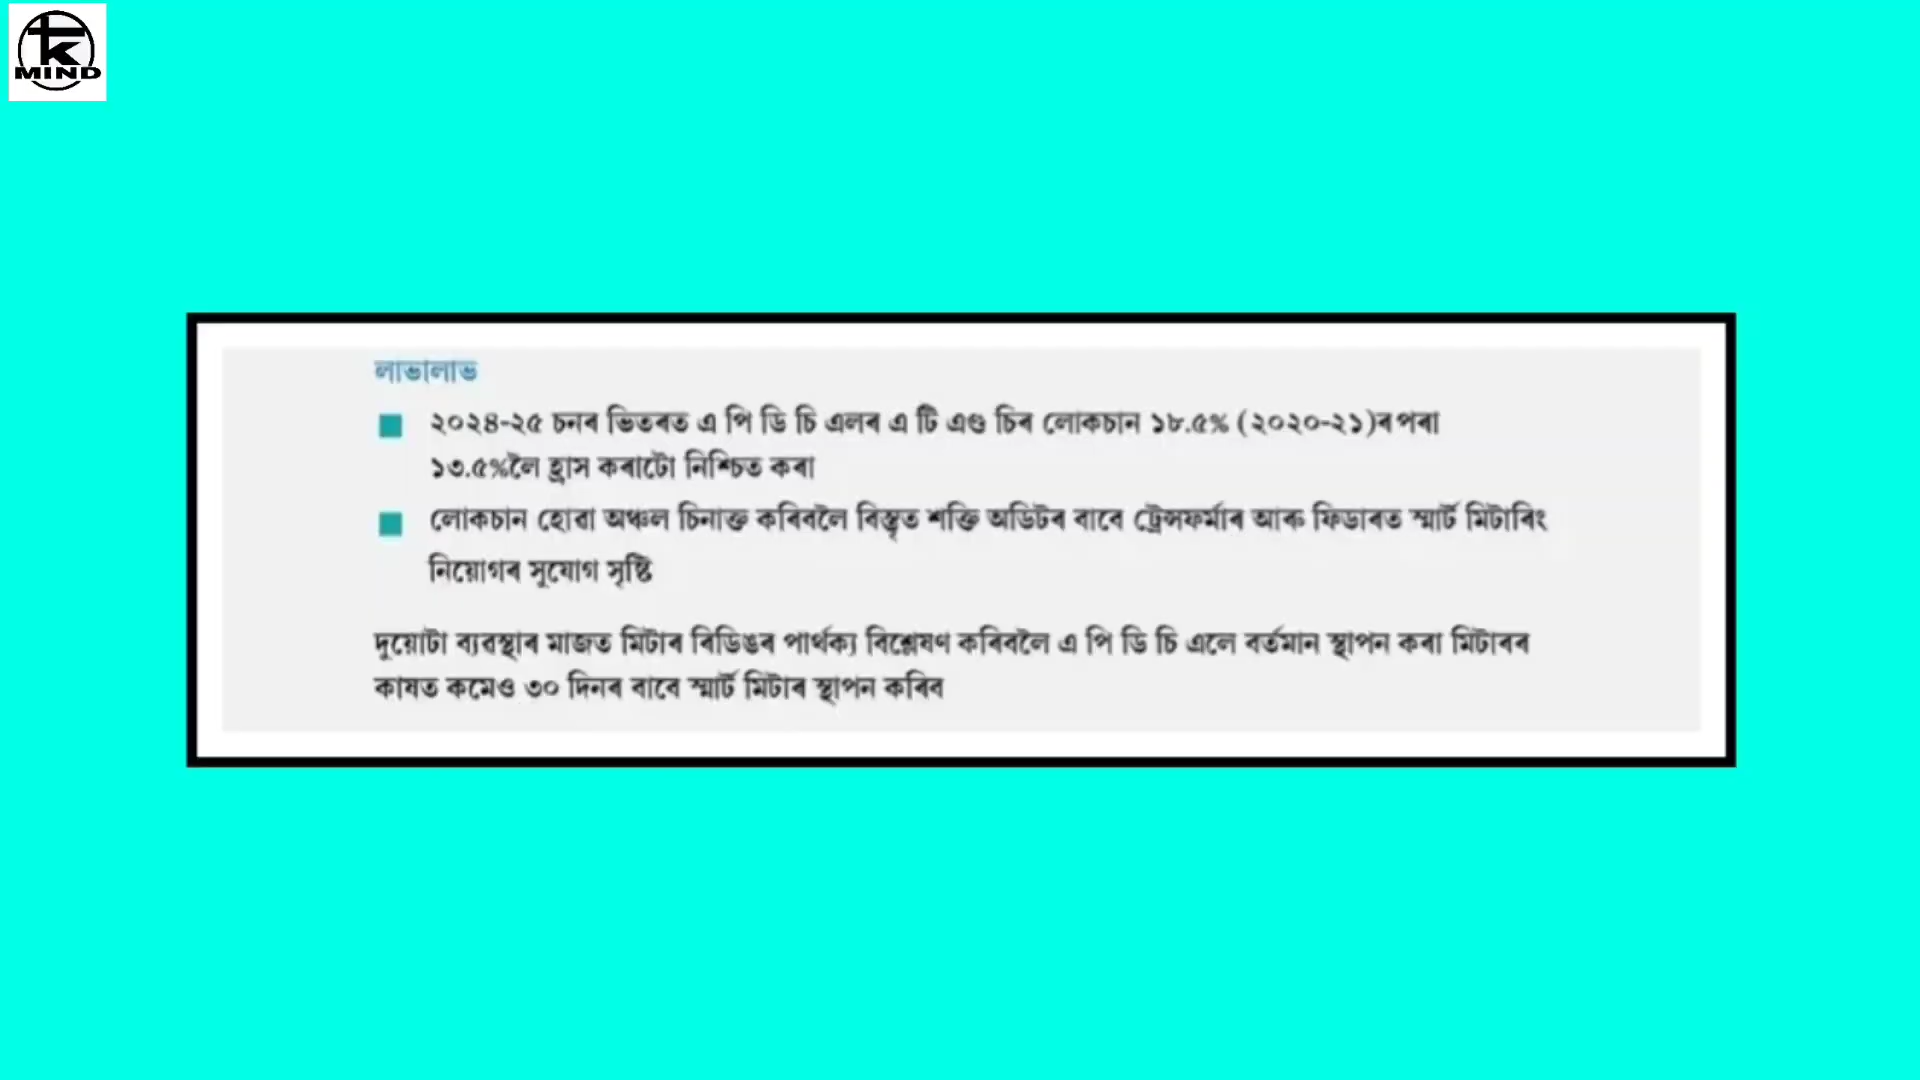 k
MIND
লাভালাভ
২০২৪-২৫ চনৰ ভিতৰত এ পি ডি চি এলৰ এ টি এণ্ড চিৰ লোকচান ১৮.৫% (২০২০-২১)ৰ পৰা
১৩.৫%লৈ হ্ৰাস কৰাটো নিশ্চিত কৰা
লোকচান হোৱা অঞ্চল চিনাক্ত কৰিবলৈ বিস্তৃত শক্তি অডিটৰ বাবে ট্ৰেন্সফৰ্মাৰ আৰু ফিডাৰত স্মাৰ্ট মিটাৰিং
নিয়োগৰ সুযোগ সৃষ্টি
দুয়োটা ব্যৱস্থাৰ মাজত মিটাৰ ৰিডিঙৰ পাৰ্থক্য বিশ্লেষণ কৰিবলৈ এ পি ডি চি এলে বৰ্তমান স্থাপন কৰা মিটাৰৰ
কাষত কমেও ৩০ দিনৰ বাবে স্মাৰ্ট মিটাৰ স্থাপন কৰিব